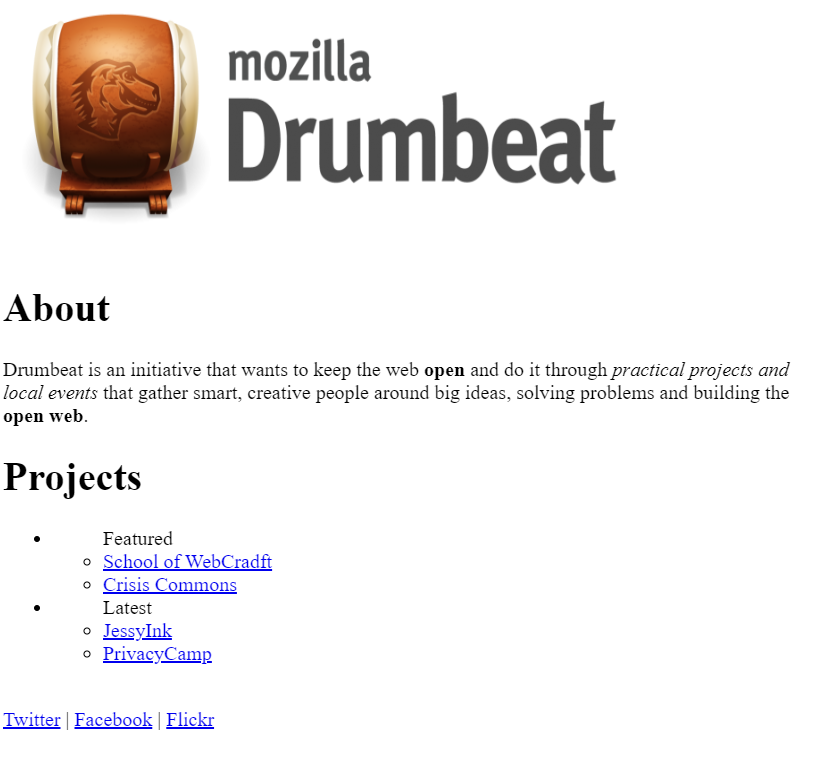 mozilla
Drumbeat
About
Drumbeat is an initiative that wants to keep the web open and do it through practical projects and
local events that gather smart, creative people around big ideas, solving problems and building the
open web.
Projects
Featured
School of WebCradft
Crisis Commons
Latest
JessyInk
PrivacyCamp
Twitter | Facebook | Flickr